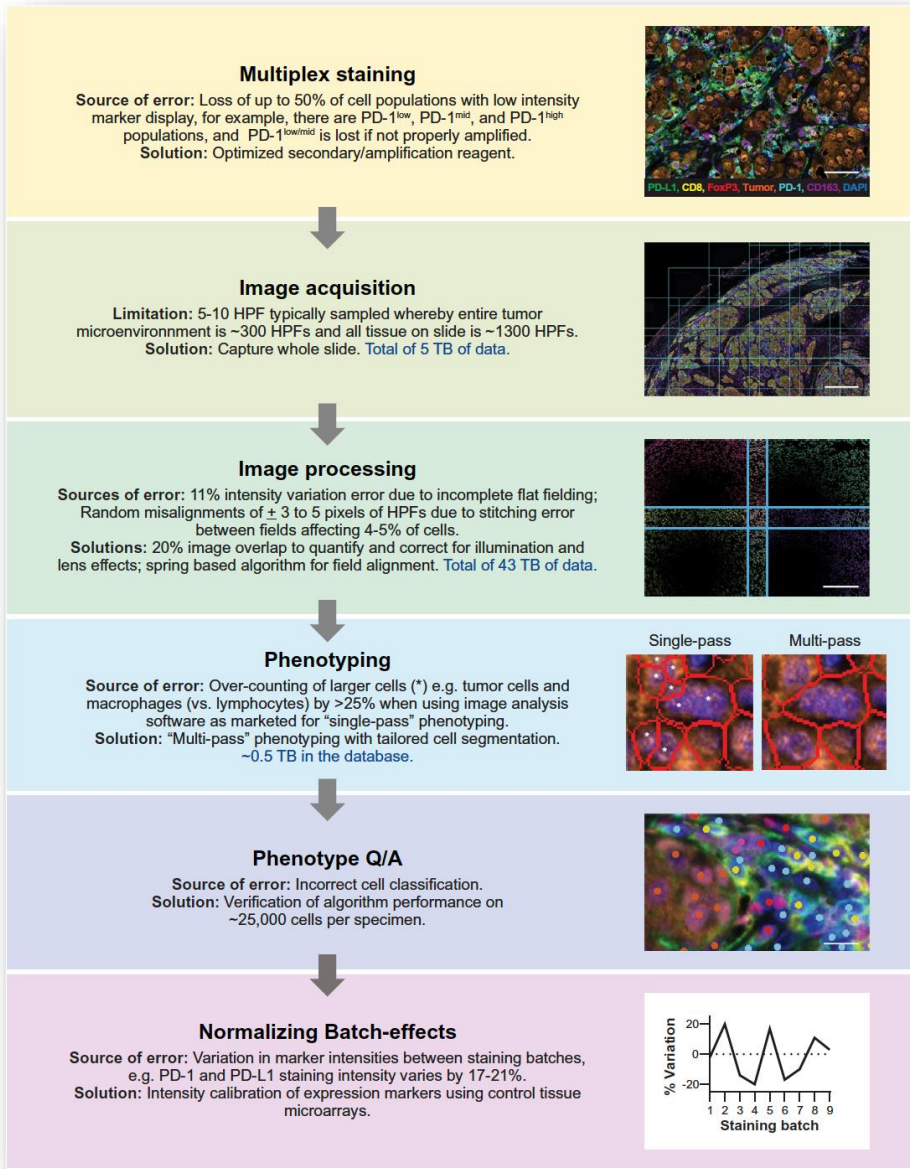 Multiplex staining
Source of error: Loss of up to 50% of cell populations with low intensity
marker display, for example, there are PD-1low, PD-1mid, and PD-1high
populations, and PD-1low/mid is lost if not properly amplified.
Solution: Optimized secondary/amplification reagent.
PD-L1, CD8, FoxP3, Tumor, PD-1, CD163, DAPI
Image acquisition
Limitation: 5-10 HPF typically sampled whereby entire tumor
microenvironnment is ~300 HPFs and all tissue on slide is ~1300 HPFs.
Solution: Capture whole slide. Total of 5 TB of data.
Image processing
Sources of error: 11% intensity variation error due to incomplete flat fielding;
Random misalignments of ± 3 to 5 pixels of HPFs due to stitching error
between fields affecting 4-5% of cells.
Solutions: 20% image overlap to quantify and correct for illumination and
lens effects; spring based algorithm for field alignment. Total of 43 TB of data.
Phenotyping
Source of error: Over-counting of larger cells (*) e.g. tumor cells and
macrophages (vs. lymphocytes) by >25% when using image analysis
software as marketed for “single-pass” phenotyping.
Solution: “Multi-pass” phenotyping with tailored cell segmentation.
~0.5 TB in the database.
Single-pass
Multi-pass
Phenotype Q/A
Source of error: Incorrect cell classification.
Solution: Verification of algorithm performance on
~25,000 cells per specimen.
Normalizing Batch-effects
Source of error: Variation in marker intensities between staining batches,
e.g. PD-1 and PD-L1 staining intensity varies by 17-21%.
Solution: Intensity calibration of expression markers using control tissue
microarrays.
% Variation
20
0
-20
1 2 3 4 5 6 7 8 9
Staining batch